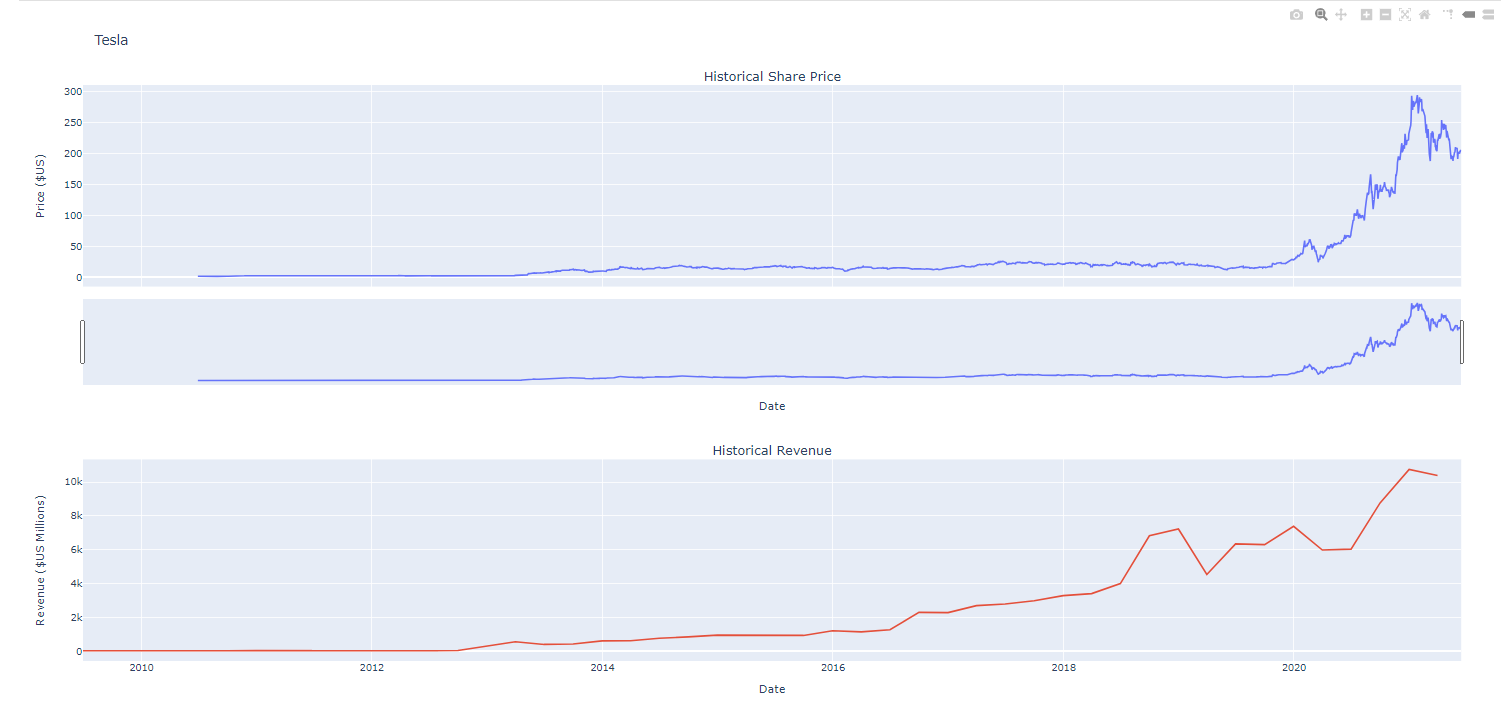 Tesla
Historical Share Price
300
250
200
150
100
50
0
Price ($US)
Date
Historical Revenue
10k
8k
6k
4k
2k
0
Revenue ($US Millions)
2010 2012 2014 2016 2018 2020
Date